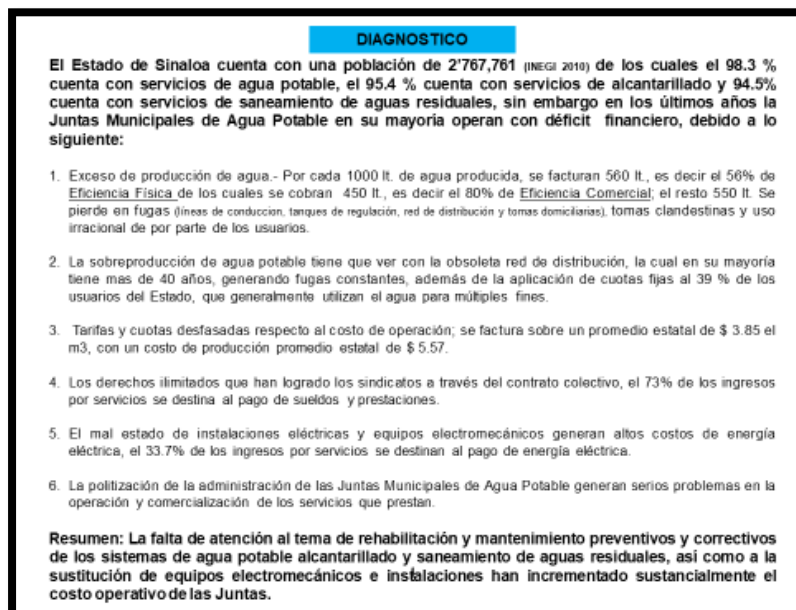 DIAGNOSTICO
El Estado de Sinaloa cuenta con una población de 2'767,761 (INEGI 2010) de los cuales el 98.3 %
cuenta con servicios de agua potable, el 95.4 % cuenta con servicios de alcantarillado y 94.5%
cuenta con servicios de saneamiento de aguas residuales, sin embargo en los últimos años la
Juntas Municipales de Agua Potable en su mayoría operan con déficit financiero, debido a lo
siguiente:
1. Exceso de producción de agua.- Por cada 1000 lt. de agua producida, se facturan 560 lt., es decir el 56% de
Eficiencia Física de los cuales se cobran 450 lt., es decir el 80% de Eficiencia Comercial; el resto 550 lt. Se
pierde en fugas (líneas de conduccion, tanques de regulación, red de distribución y tomas domiciliarias), tomas clandestinas y uso
irracional de por parte de los usuarios.
2. La sobreproducción de agua potable tiene que ver con la obsoleta red de distribución, la cual en su mayoría
tiene mas de 40 años, generando fugas constantes, además de la aplicación de cuotas fijas al 39 % de los
usuarios del Estado, que generalmente utilizan el agua para múltiples fines.
3. Tarifas y cuotas desfasadas respecto al costo de operación; se factura sobre un promedio estatal de $ 3.85 el
m3, con un costo de producción promedio estatal de $ 5.57.
4. Los derechos ilimitados que han logrado los sindicatos a través del contrato colectivo, el 73% de los ingresos
por servicios se destina al pago de sueldos y prestaciones.
5. El mal estado de instalaciones eléctricas y equipos electromecánicos generan altos costos de energía
eléctrica, el 33.7% de los ingresos por servicios se destinan al pago de energía eléctrica.
6. La politización de la administración de las Juntas Municipales de Agua Potable generan serios problemas en la
operación y comercialización de los servicios que prestan.
Resumen: La falta de atención al tema de rehabilitación y mantenimiento preventivos y correctivos
de los sistemas de agua potable alcantarillado y saneamiento de aguas residuales, así como a la
sustitución de equipos electromecánicos e instalaciones han incrementado sustancialmente el
costo operativo de las Juntas.